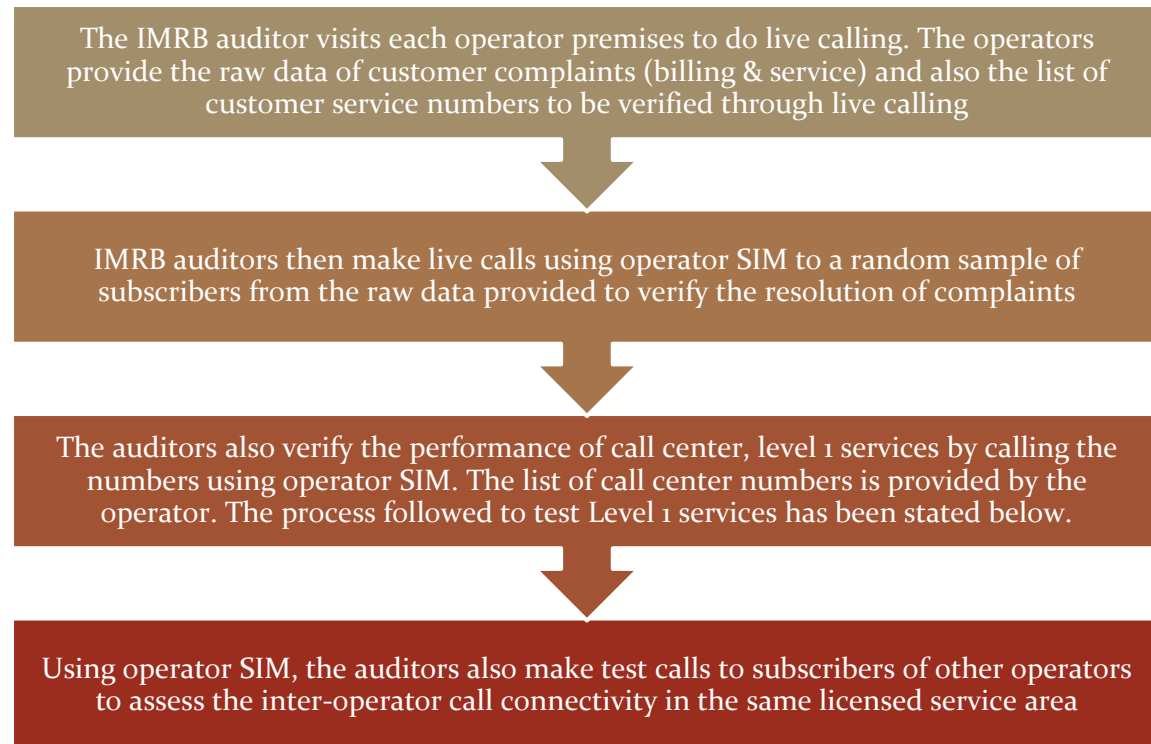 The IMRB auditor visits each operator premises to do live calling. The operators
provide the raw data of customer complaints (billing & service) and also the list of
customer service numbers to be verified through live calling
IMRB auditors then make live calls using operator SIM to a random sample of
subscribers from the raw data provided to verify the resolution of complaints
The auditors also verify the performance of call center, level 1 services by calling the
numbers using operator SIM. The list of call center numbers is provided by the
operator. The process followed to test Level 1 services has been stated below.
Using operator SIM, the auditors also make test calls to subscribers of other operators
to assess the inter-operator call connectivity in the same licensed service area